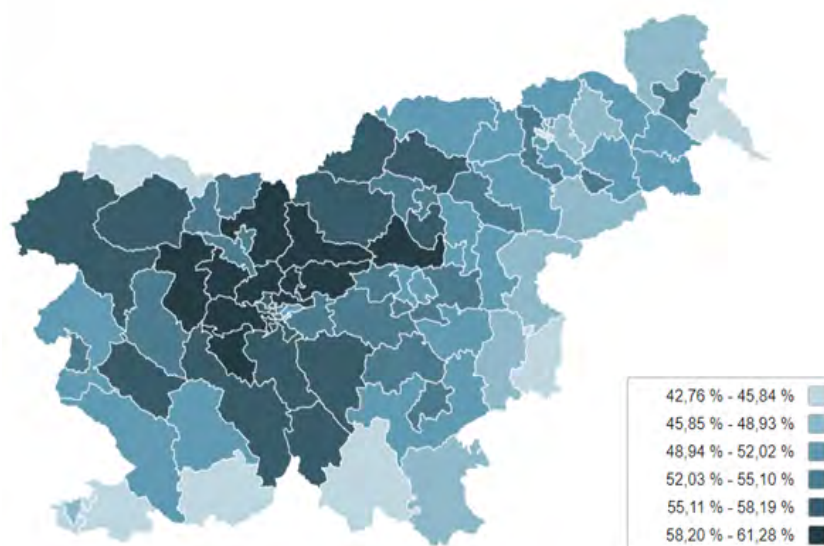 42,76 % - 45,84 %
45,85 % - 48,93 %
48,94 % - 52,02 %
52,03 % - 55,10 %
55,11 % - 58,19 %
58,20 % - 61,28 %